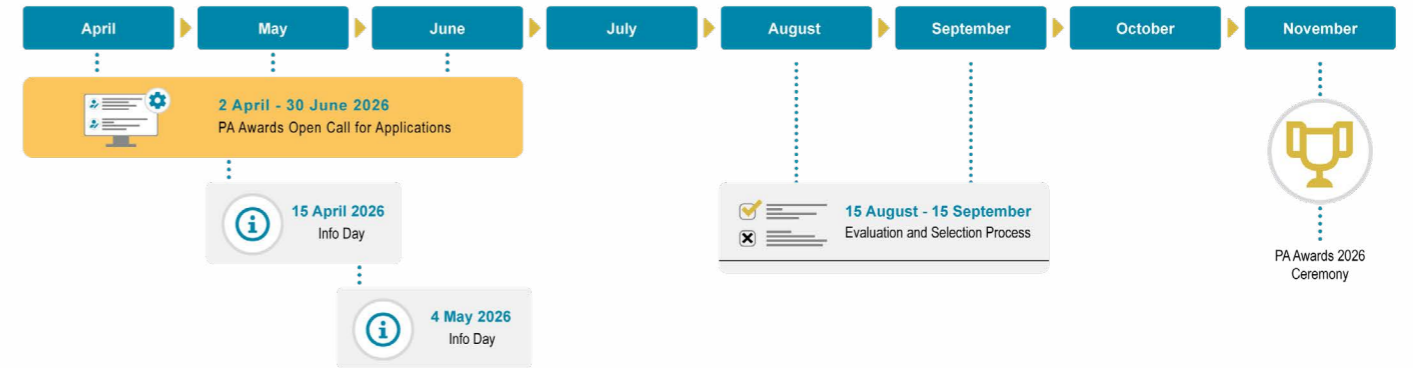 April
May
June
July
August
September
October
November
2 April - 30 June 2026
PA Awards Open Call for Applications
15 April 2026
Info Day
4 May 2026
Info Day
15 August - 15 September
Evaluation and Selection Process
PA Awards 2026
Ceremony